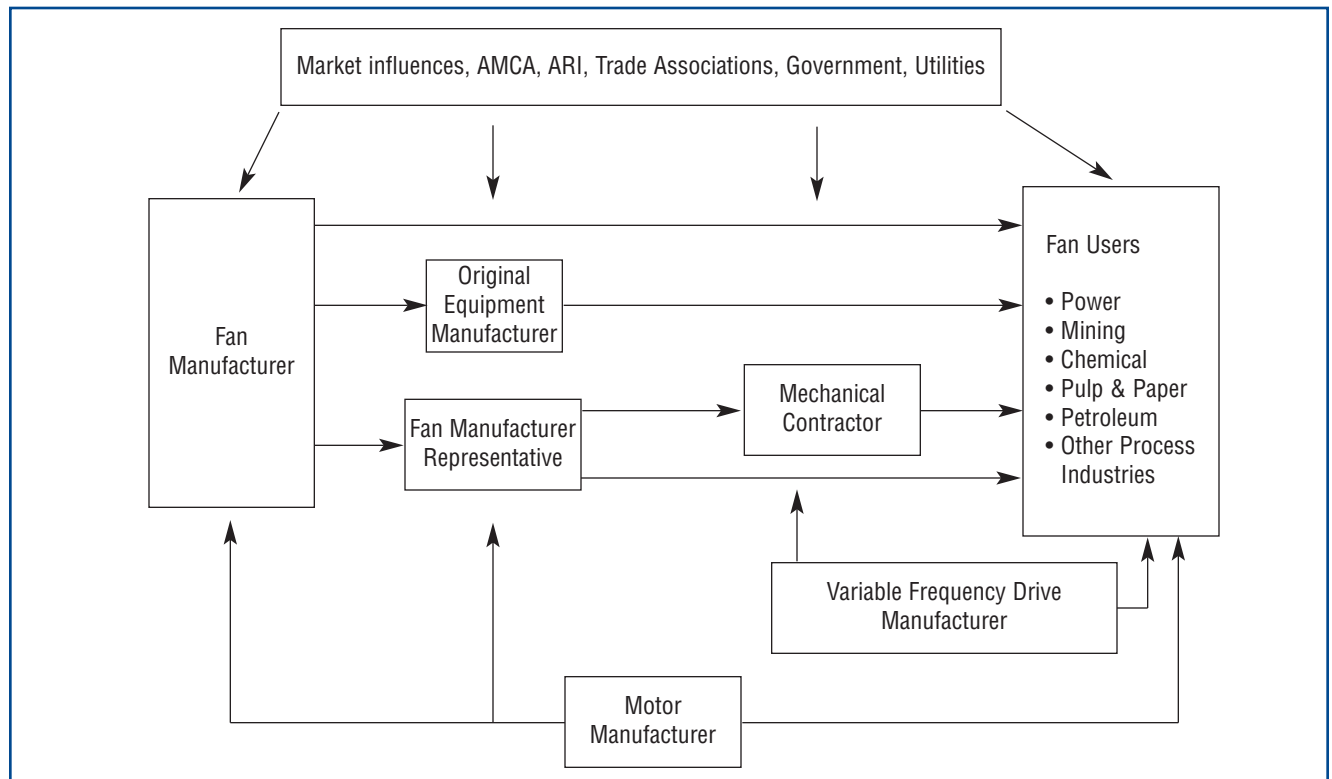 Market influences, AMCA, ARI, Trade Associations, Government, Utilities
Fan
Manufacturer
Original
Equipment
Manufacturer
Fan Manufacturer
Representative
Mechanical
Contractor
Fan Users
• Power
• Mining
• Chemical
• Pulp & Paper
• Petroleum
• Other Process
Industries
Variable Frequency Drive
Manufacturer
Motor
Manufacturer